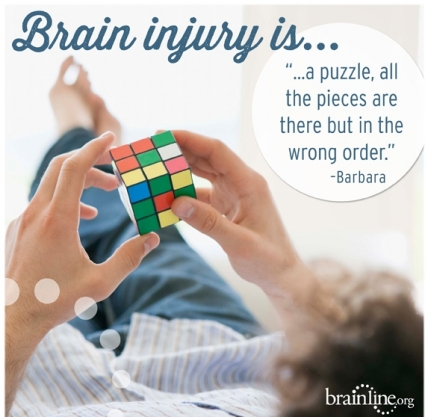 Brain injury is...
“...a puzzle, all
the pieces are
there but in the
wrong order.”
-Barbara
brainline.org